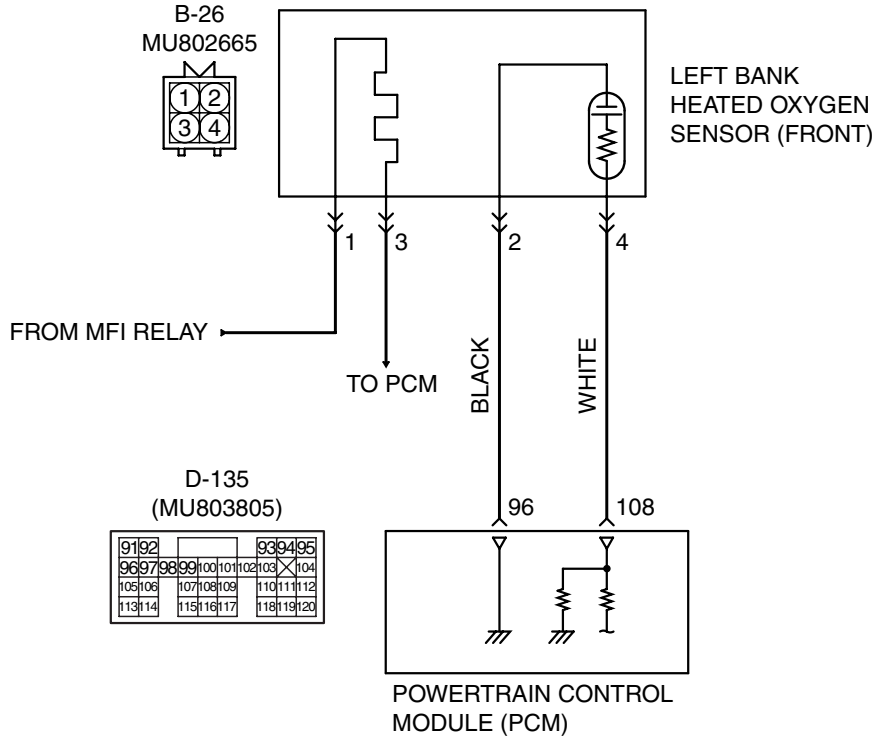 B-26
MU802665
1 2
3 4
LEFT BANK
HEATED OXYGEN
SENSOR (FRONT)
1
3
2
4
FROM MFI RELAY
TO PCM
BLACK
WHITE
D-135
(MU803805)
96
108
91 92 93 94 95
96 97 98 99 100 101 102 103 104
105 106 107 108 109 110 111 112
113 114 115 116 117 118 119 120
POWERTRAIN CONTROL
MODULE (PCM)